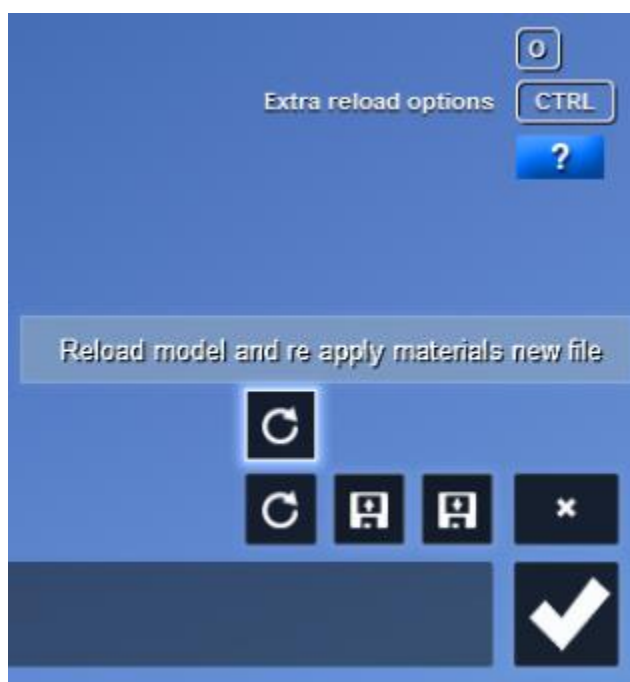 O
Extra reload options CTRL
?
Reload model and re apply materials new file